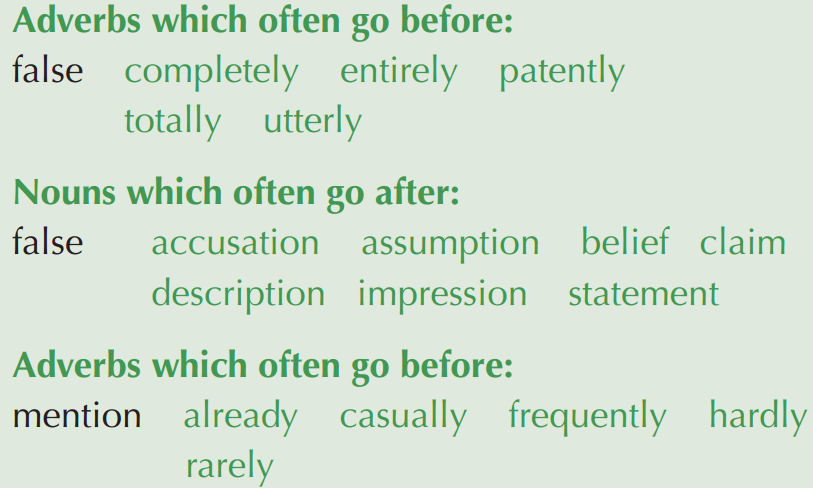 Adverbs which often go before:
false completely entirely patently
totally utterly
Nouns which often go after:
false accusation assumption belief claim
description impression statement
Adverbs which often go before:
mention already casually frequently hardly
rarely